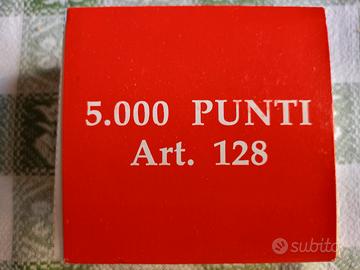 5.000 PUNTI
Art. 128
subito